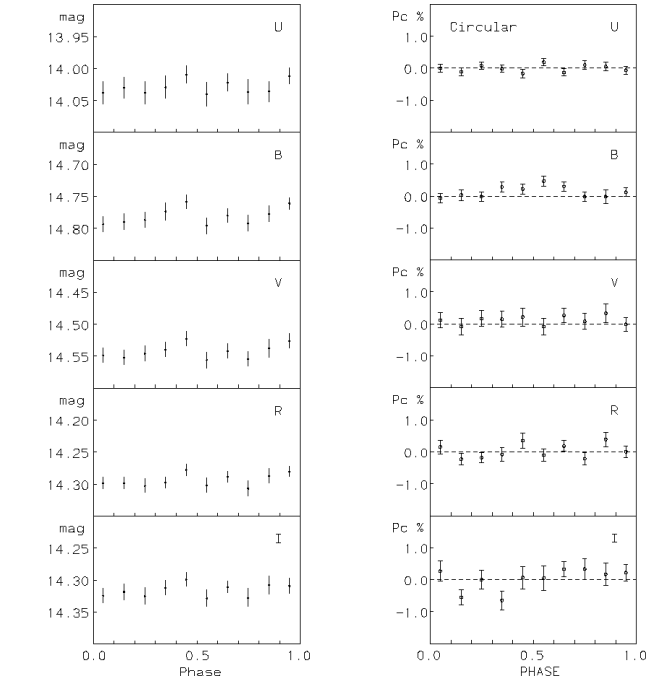 mag
U
13.95
14.00
14.05
mag
B
14.70
14.75
14.80
mag
V
14.45
14.50
14.55
mag
R
14.20
14.25
14.30
mag
I
14.25
14.30
14.35
0.0 0.5 1.0
Phase
Pc % Circular U
1.0
0.0
−1.0
Pc %
B
1.0
0.0
−1.0
Pc %
V
1.0
0.0
−1.0
Pc %
R
1.0
0.0
−1.0
Pc %
I
1.0
0.0
−1.0
0.0 0.5 1.0
PHASE